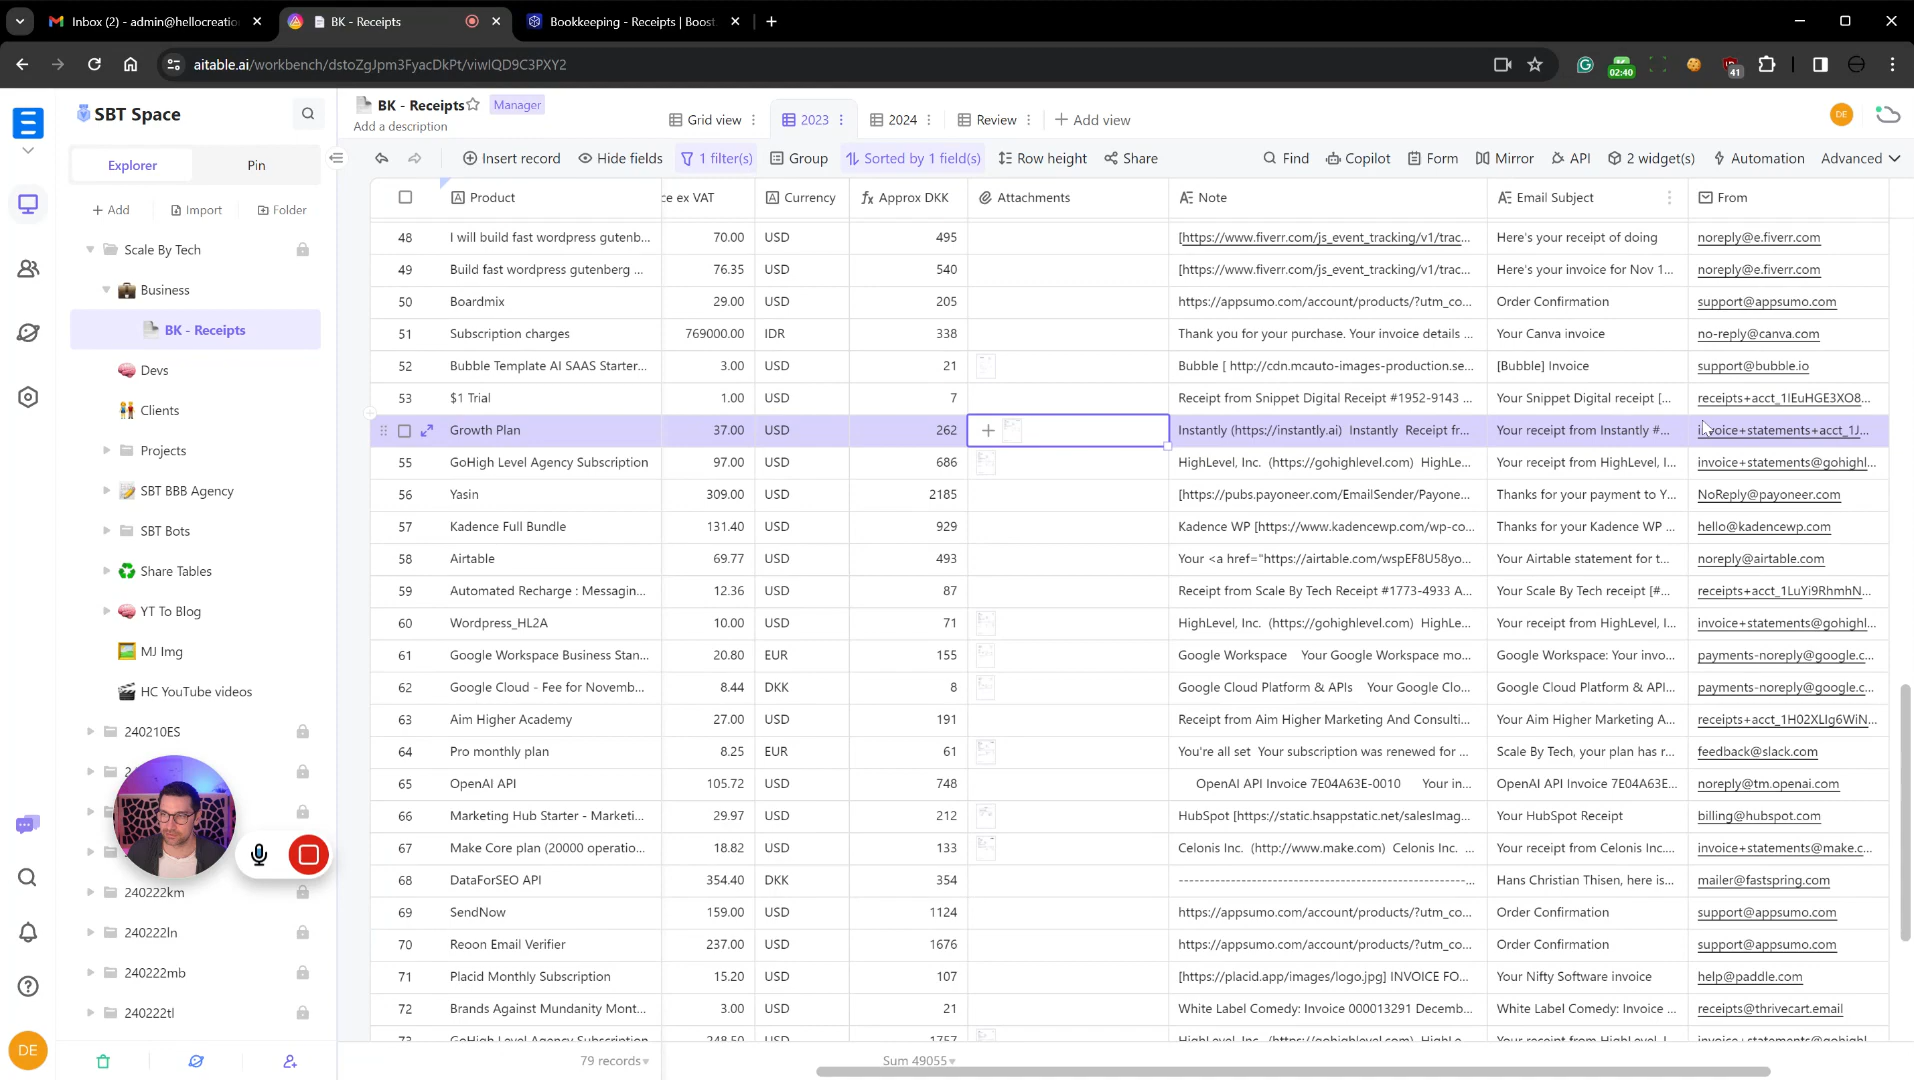 Inbox (2) - admin@hellocreatio
BK - Receipts
Bookkeeping - Receipts | Boost.
aitable.ai/workbench/dstoZgJpm3FyacDkPt/viwIQD9C3PXY2
02:40
41
SBT Space
BK - Receipts
Manager
Add a description
Grid view
2023
2024
Review
Add view
DE
Explorer
Pin
Insert record
Hide fields
1 filter(s)
Group
Sorted by 1 field(s)
Row height
Share
Find
Copilot
Form
Mirror
API
2 widget(s)
Automation
Advanced
Add
Import
Folder
Scale By Tech
Business
BK - Receipts
Devs
Clients
Projects
SBT BBB Agency
SBT Bots
Share Tables
YT To Blog
MJ Img
HC YouTube videos
240210ES
240222km
240222ln
240222mb
240222tl
DE
Product ce ex VAT Currency Approx DKK Attachments Note Email Subject From
48 I will build fast wordpress gutenb... 70.00 USD 495 [https://www.fiverr.com/js_event_tracking/v1/trac... Here's your receipt of doing noreply@e.fiverr.com
49 Build fast wordpress gutenberg ... 76.35 USD 540 [https://www.fiverr.com/js_event_tracking/v1/trac... Here's your invoice for Nov 1... noreply@e.fiverr.com
50 Boardmix 29.00 USD 205 https://appsumo.com/account/products/?utm_co... Order Confirmation support@appsumo.com
51 Subscription charges 769000.00 IDR 338 Thank you for your purchase. Your invoice details ... Your Canva invoice no-reply@canva.com
52 Bubble Template AI SAAS Starter... 3.00 USD 21 Bubble [ http://cdn.mcauto-images-production.se... [Bubble] Invoice support@bubble.io
53 $1 Trial 1.00 USD 7 Receipt from Snippet Digital Receipt #1952-9143 ... Your Snippet Digital receipt [... receipts+acct_1IEuHGE3XO8...
Growth Plan 37.00 USD 262 Instantly (https://instantly.ai) Instantly Receipt fr... Your receipt from Instantly #... invoice+statements+acct_1J...
55 GoHigh Level Agency Subscription 97.00 USD 686 HighLevel, Inc. (https://gohighlevel.com) HighLe... Your receipt from HighLevel, I... invoice+statements@gohighl...
56 Yasin 309.00 USD 2185 [https://pubs.payoneer.com/EmailSender/Payone... Thanks for your payment to Y... NoReply@payoneer.com
57 Kadence Full Bundle 131.40 USD 929 Kadence WP [https://www.kadencewp.com/wp-co... Thanks for your Kadence WP ... hello@kadencewp.com
58 Airtable 69.77 USD 493 Your <a href="https://airtable.com/wspEF8U58yo... Your Airtable statement for t... noreply@airtable.com
59 Automated Recharge : Messagin... 12.36 USD 87 Receipt from Scale By Tech Receipt #1773-4933 A... Your Scale By Tech receipt [#... receipts+acct_1LuYi9RhmhN...
60 Wordpress_HL2A 10.00 USD 71 HighLevel, Inc. (https://gohighlevel.com) HighLe... Your receipt from HighLevel, I... invoice+statements@gohighl...
61 Google Workspace Business Stan... 20.80 EUR 155 Google Workspace Your Google Workspace mo... Google Workspace: Your invo... payments-noreply@google.c...
62 Google Cloud - Fee for Novemb... 8.44 DKK 8 Google Cloud Platform & APIs Your Google Clo... Google Cloud Platform & API... payments-noreply@google.c...
63 Aim Higher Academy 27.00 USD 191 Receipt from Aim Higher Marketing And Consulti... Your Aim Higher Marketing A... receipts+acct_1H02XLIg6WiN...
64 Pro monthly plan 8.25 EUR 61 You're all set Your subscription was renewed for ... Scale By Tech, your plan has r... feedback@slack.com
65 OpenAI API 105.72 USD 748 OpenAI API Invoice 7E04A63E-0010 Your in... OpenAI API Invoice 7E04A63E... noreply@tm.openai.com
66 Marketing Hub Starter - Marketi... 29.97 USD 212 HubSpot [https://static.hsappstatic.net/salesImag... Your HubSpot Receipt billing@hubspot.com
67 Make Core plan (20000 operatio... 18.82 USD 133 Celonis Inc. (http://www.make.com) Celonis Inc. ... Your receipt from Celonis Inc.... invoice+statements@make.c...
68 DataForSEO API 354.40 DKK 354 --------------------------------------------------... Hans Christian Thisen, here is... mailer@fastspring.com
69 SendNow 159.00 USD 1124 https://appsumo.com/account/products/?utm_co... Order Confirmation support@appsumo.com
70 Reoon Email Verifier 237.00 USD 1676 https://appsumo.com/account/products/?utm_co... Order Confirmation support@appsumo.com
71 Placid Monthly Subscription 15.20 USD 107 [https://placid.app/images/logo.jpg] INVOICE FO... Your Nifty Software invoice help@paddle.com
72 Brands Against Mundanity Mont... 3.00 USD 21 White Label Comedy: Invoice 000013291 Decemb... White Label Comedy: Invoice ... receipts@thrivecart.email
79 records
Sum 49055